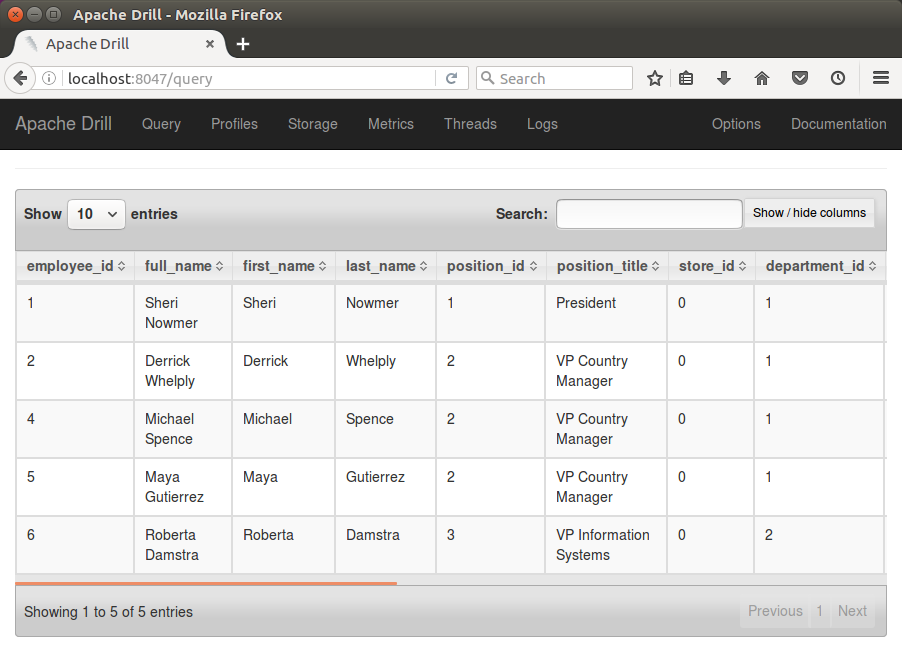 Apache Drill - Mozilla Firefox
Apache Drill
localhost:8047/query
Search
Apache Drill Query Profiles Storage Metrics Threads Logs Options Documentation
Show 10 entries Search: Show / hide columns
employee_id full_name first_name last_name position_id position_title store_id department_id
1 Sheri Sheri Nowmer 1 President 0 1
Nowmer
2 Derrick Derrick Whelply 2 VP Country 0 1
Whelply Manager
4 Michael Michael Spence 2 VP Country 0 1
Spence Manager
5 Maya Maya Gutierrez 2 VP Country 0 1
Gutierrez Manager
6 Roberta Roberta Damstra 3 VP Information 0 2
Damstra Systems
Showing 1 to 5 of 5 entries Previous 1 Next